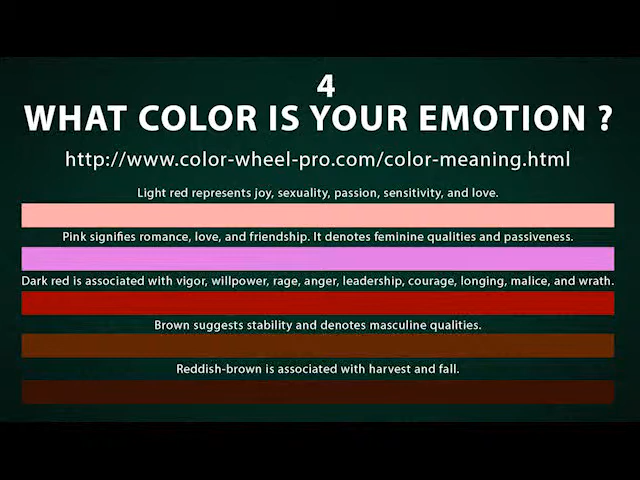 4
WHAT COLOR IS YOUR EMOTION ?
http://www.color-wheel-pro.com/color-meaning.html
Light red represents joy, sexuality, passion, sensitivity, and love.
Pink signifies romance, love, and friendship. It denotes feminine qualities and passiveness.
Dark red is associated with vigor, willpower, rage, anger, leadership, courage, longing, malice, and wrath.
Brown suggests stability and denotes masculine qualities.
Reddish-brown is associated with harvest and fall.